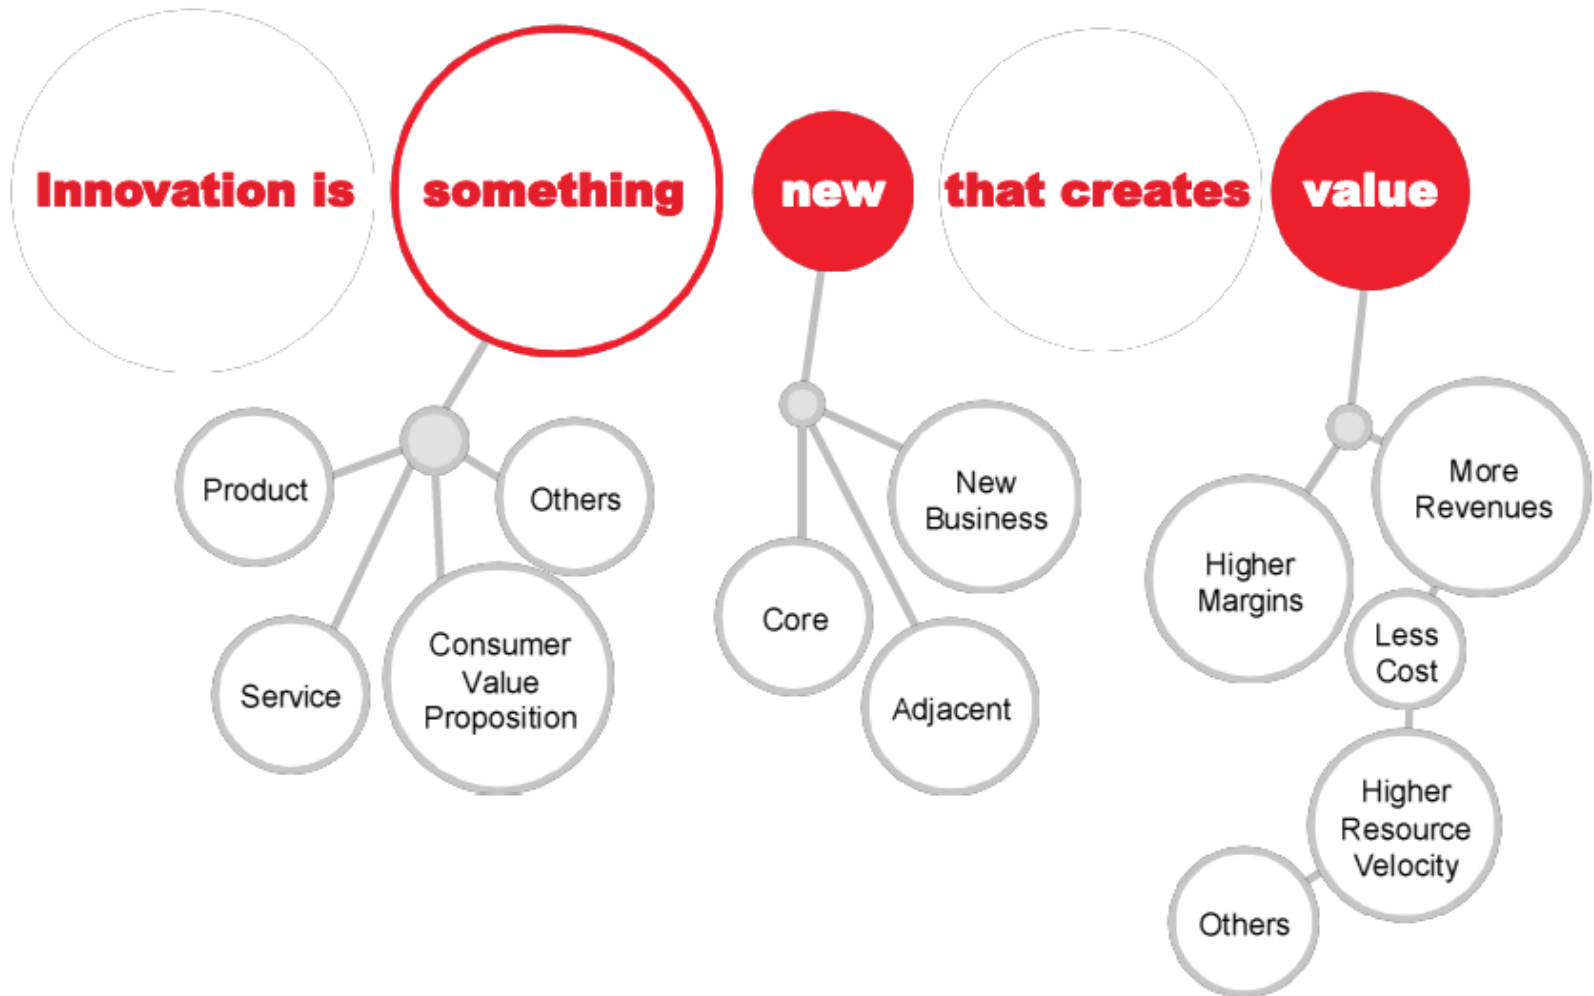 Innovation is something new that creates value
Product
Others
Service
Consumer
Value
Proposition
New
Business
Core
Adjacent
More
Revenues
Higher
Margins
Less
Cost
Higher
Resource
Velocity
Others